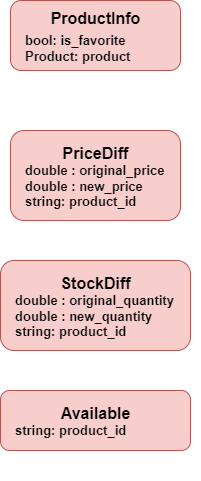 ProductInfo
bool: is_favorite
Product: product
PriceDiff
double : original_price
double : new_price
string: product_id
StockDiff
double : original_quantity
double : new_quantity
string: product_id
Available
string: product_id